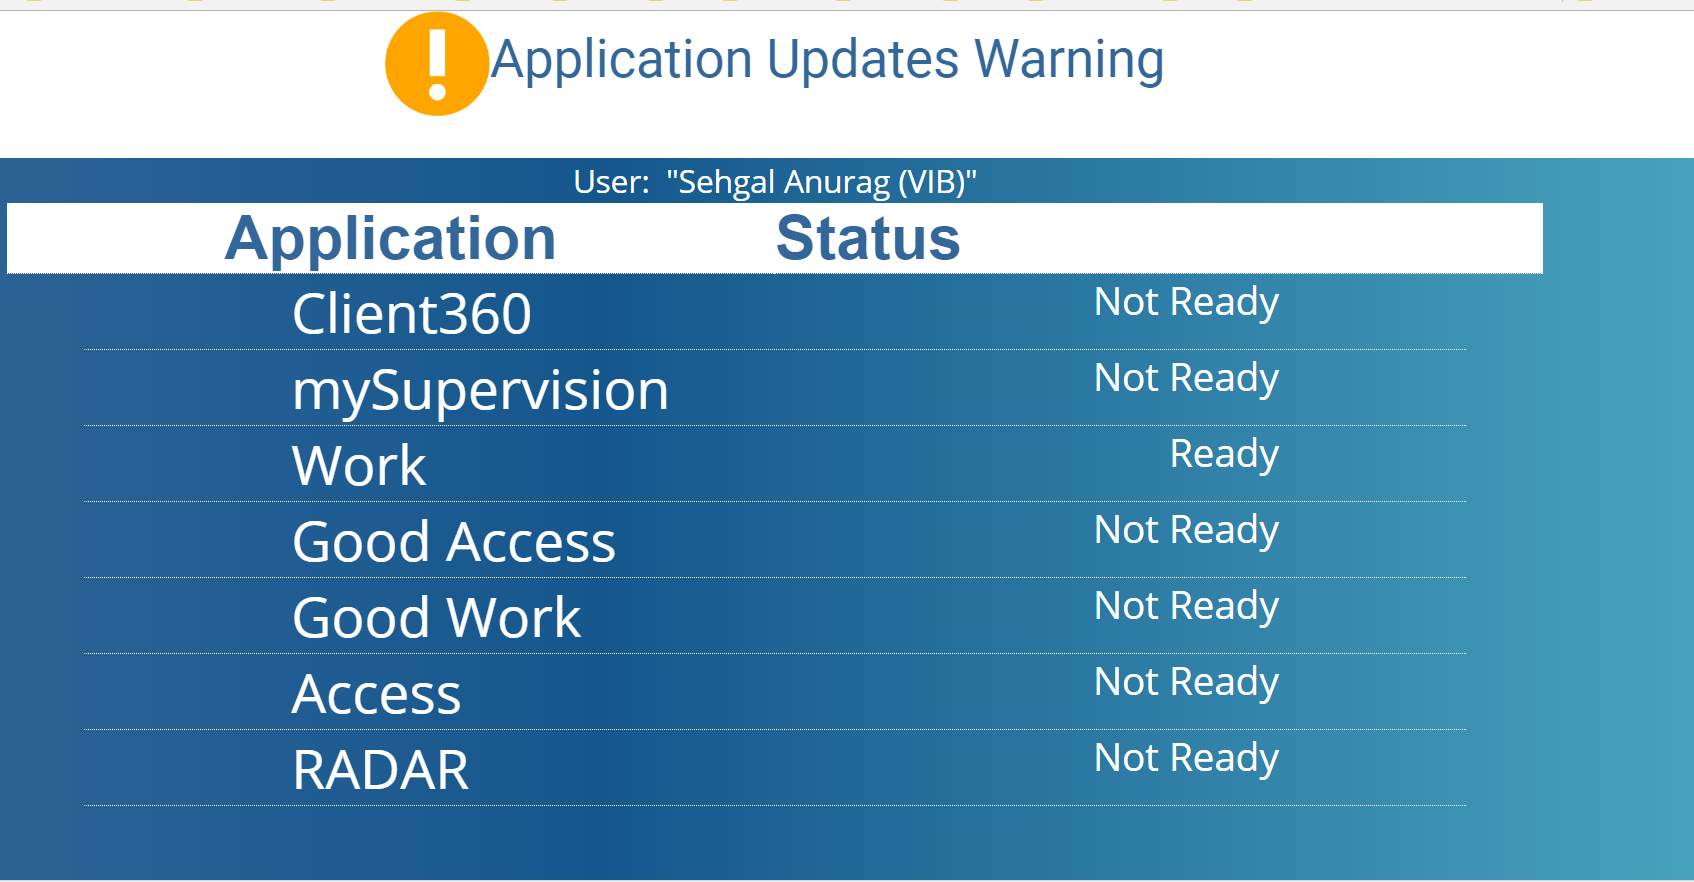 Application Updates Warning
User: "Sehgal Anurag (VIB)"
Application Status
Client360 Not Ready
mySupervision Not Ready
Work Ready
Good Access Not Ready
Good Work Not Ready
Access Not Ready
RADAR Not Ready